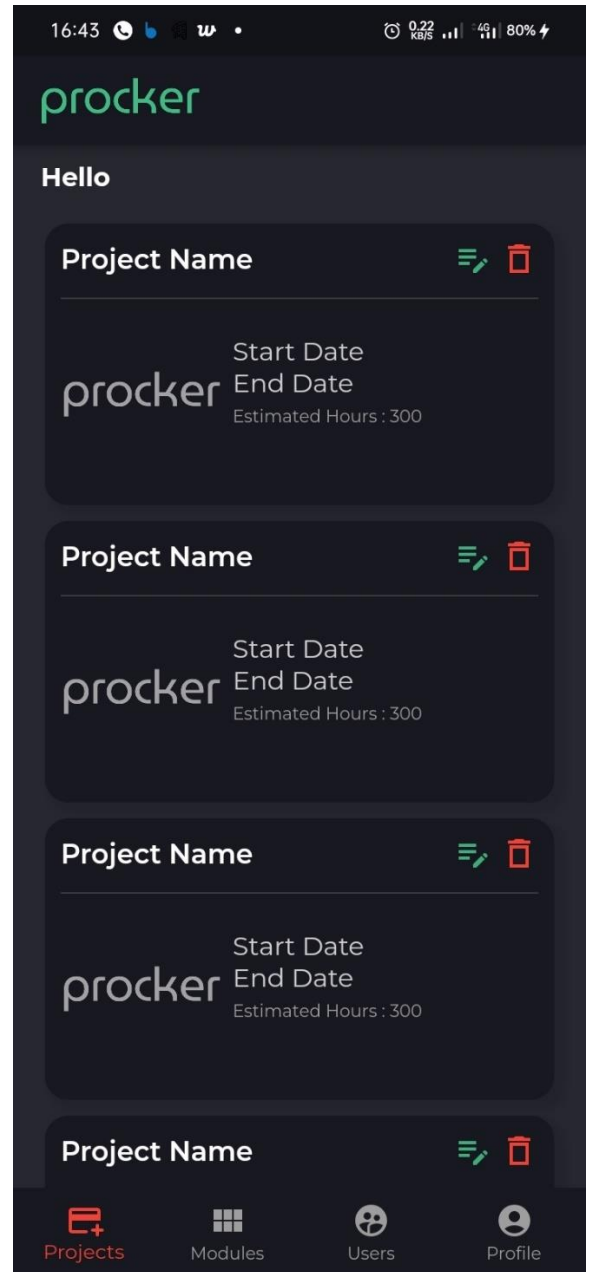 16:43 0.22 KB/S 4G 80%
procker
Hello
Project Name
Start Date
procker End Date
Estimated Hours : 300
Project Name
Start Date
procker End Date
Estimated Hours : 300
Project Name
Start Date
procker End Date
Estimated Hours : 300
Project Name
Projects Modules Users Profile